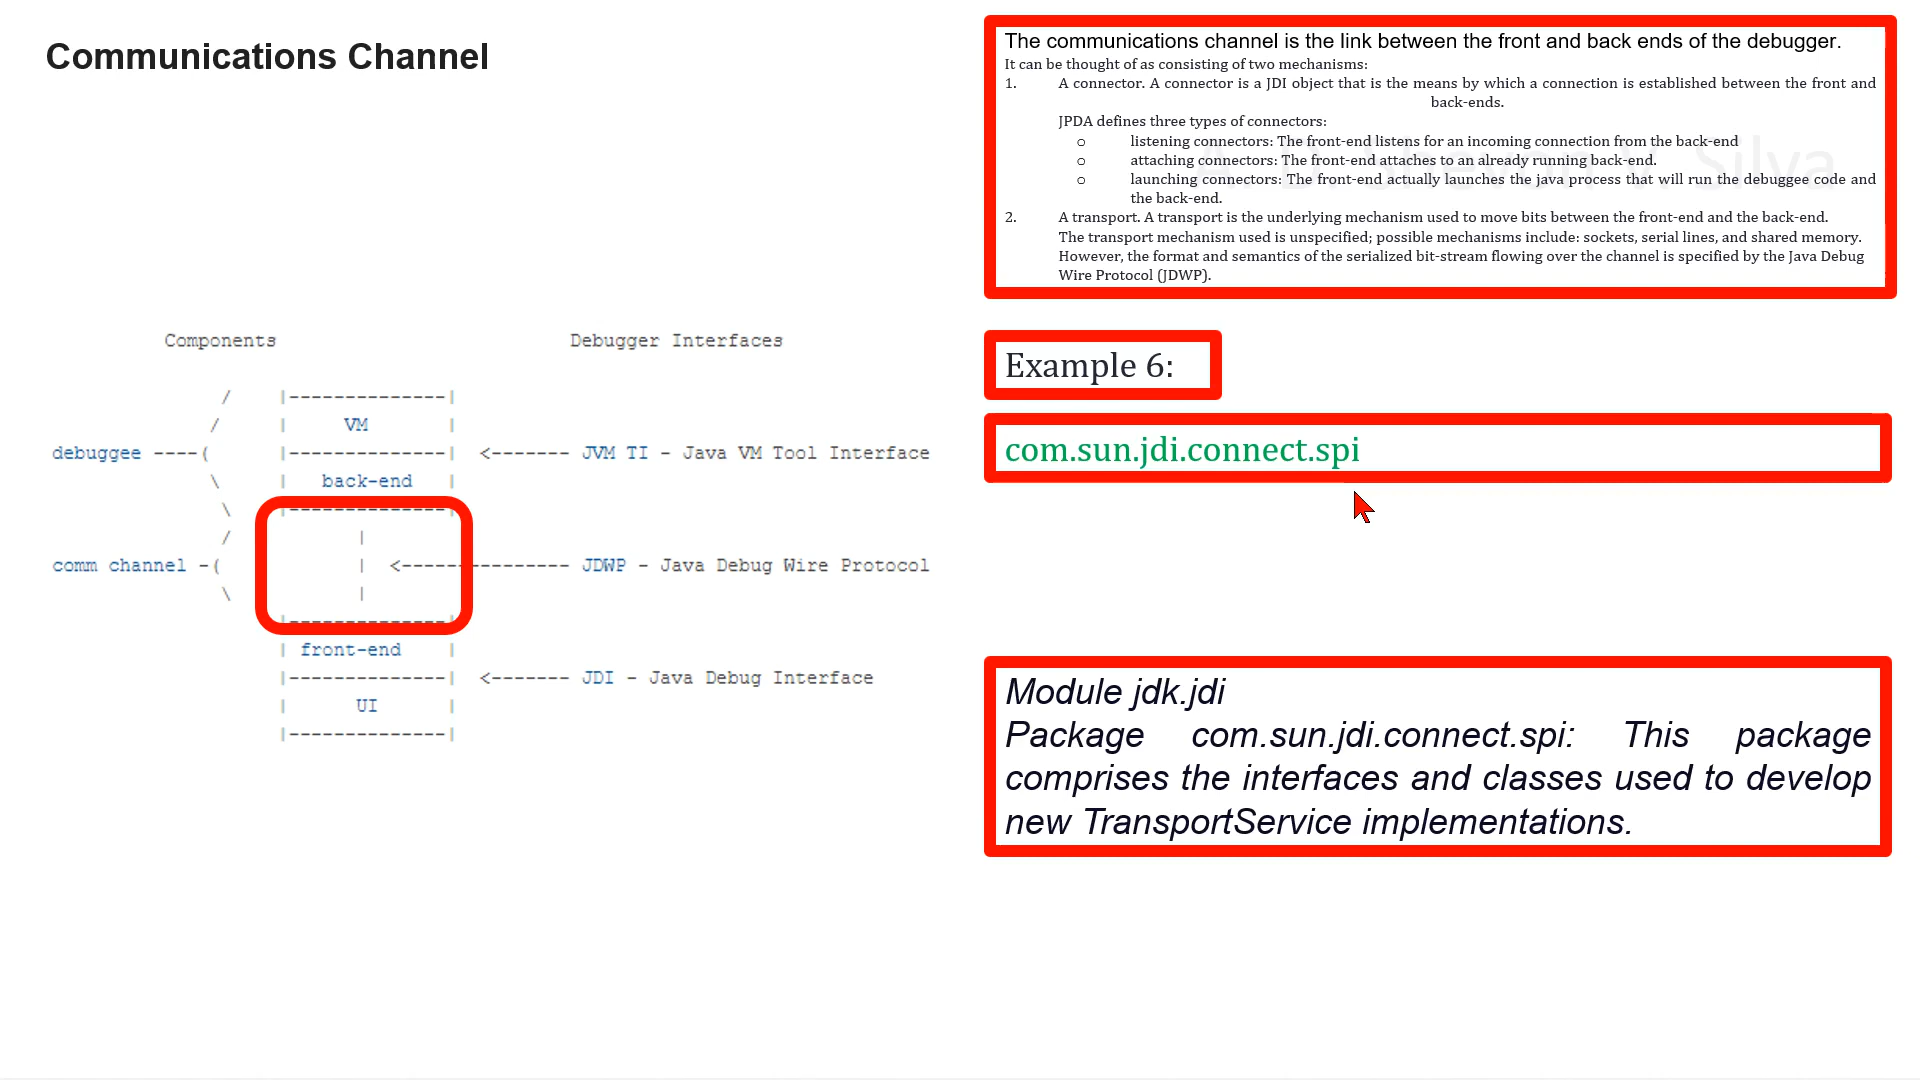 Communications Channel
The communications channel is the link between the front and back ends of the debugger.
It can be thought of as consisting of two mechanisms:
1. A connector. A connector is a JDI object that is the means by which a connection is established between the front and
back-ends.
JPDA defines three types of connectors:
o listening connectors: The front-end listens for an incoming connection from the back-end
o attaching connectors: The front-end attaches to an already running back-end.
o launching connectors: The front-end actually launches the java process that will run the debuggee code and
the back-end.
2. A transport. A transport is the underlying mechanism used to move bits between the front-end and the back-end.
The transport mechanism used is unspecified; possible mechanisms include: sockets, serial lines, and shared memory.
However, the format and semantics of the serialized bit-stream flowing over the channel is specified by the Java Debug
Wire Protocol (JDWP).
Silva
Components Debugger Interfaces
/ |--------------|
/ | VM |
debuggee ----( |--------------| <------- JVM TI - Java VM Tool Interface
\ | back-end |
\ |--------------|
/ |
comm channel -( | <--------------- JDWP - Java Debug Wire Protocol
\ |
|--------------|
| front-end |
|--------------| <------- JDI - Java Debug Interface
| UI |
|--------------|
Example 6:
com.sun.jdi.connect.spi
Module jdk.jdi
Package com.sun.jdi.connect.spi: This package
comprises the interfaces and classes used to develop
new TransportService implementations.